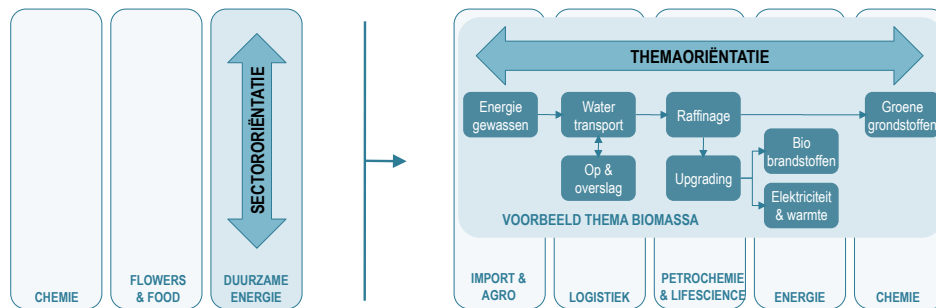 SECTORORIËNTATIE
CHEMIE
FLOWERS
& FOOD
DUURZAME
ENERGIE
THEMAORIËNTATIE
Energie
gewassen
Water
transport
Raffinage
Groene
grondstoffen
Op &
overslag
Upgrading
Bio
brandstoffen
Elektriciteit
& warmte
VOORBEELD THEMA BIOMASSA
IMPORT &
AGRO
LOGISTIEK
PETROCHEMIE
& LIFESCIENCE
ENERGIE
CHEMIE